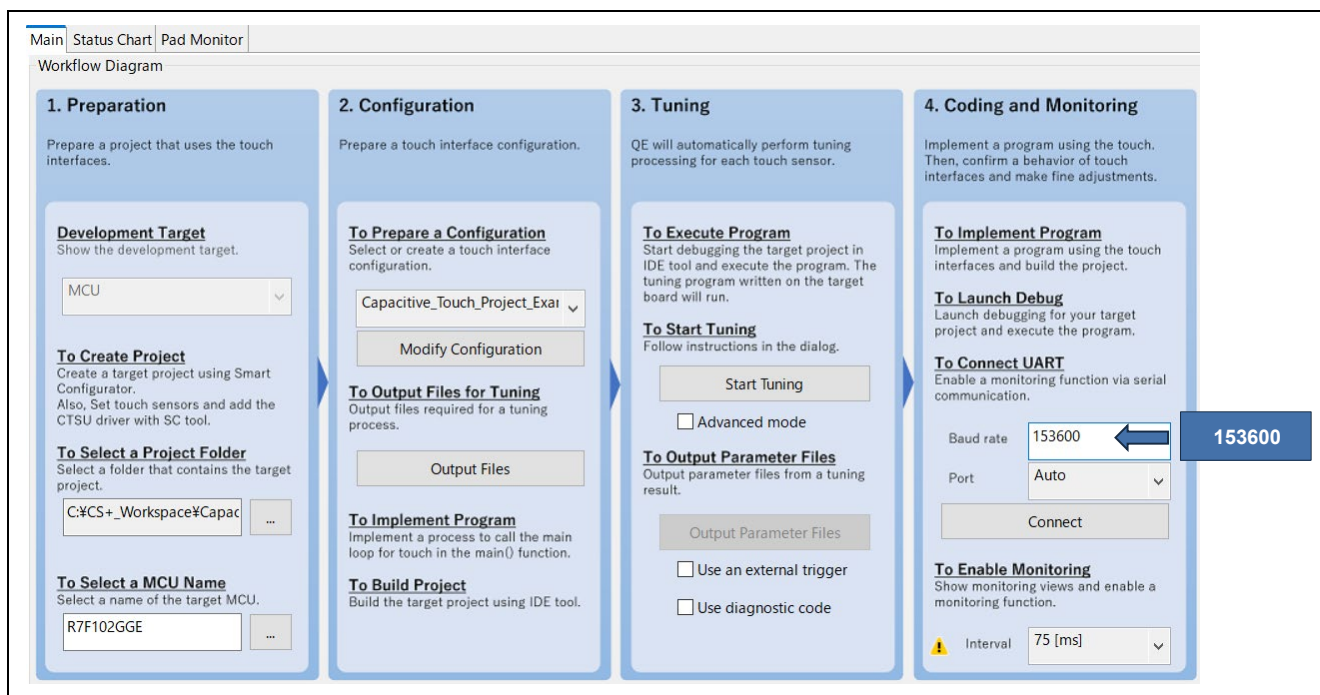 Main
Status Chart
Pad Monitor
Workflow Diagram
1. Preparation
Prepare a project that uses the touch
interfaces.
Development Target
Show the development target.
MCU
To Create Project
Create a target project using Smart
Configurator.
Also, Set touch sensors and add the
CTSU driver with SC tool.
To Select a Project Folder
Select a folder that contains the target
project.
C:¥CS+_Workspace¥Capac
...
To Select a MCU Name
Select a name of the target MCU.
R7F102GGE
...
2. Configuration
Prepare a touch interface configuration.
To Prepare a Configuration
Select or create a touch interface
configuration.
Capacitive_Touch_Project_Exar
Modify Configuration
To Output Files for Tuning
Output files required for a tuning
process.
Output Files
To Implement Program
Implement a process to call the main
loop for touch in the main() function.
To Build Project
Build the target project using IDE tool.
3. Tuning
QE will automatically perform tuning
processing for each touch sensor.
To Execute Program
Start debugging the target project in
IDE tool and execute the program. The
tuning program written on the target
board will run.
To Start Tuning
Follow instructions in the dialog.
Start Tuning
Advanced mode
To Output Parameter Files
Output parameter files from a tuning
result.
Output Parameter Files
Use an external trigger
Use diagnostic code
4. Coding and Monitoring
Implement a program using the touch.
Then, confirm a behavior of touch
interfaces and make fine adjustments.
To Implement Program
Implement a program using the touch
interfaces and build the project.
To Launch Debug
Launch debugging for your target
project and execute the program.
To Connect UART
Enable a monitoring function via serial
communication.
Baud rate 153600
153600
Port Auto
Connect
To Enable Monitoring
Show monitoring views and enable a
monitoring function.
Interval 75 [ms]